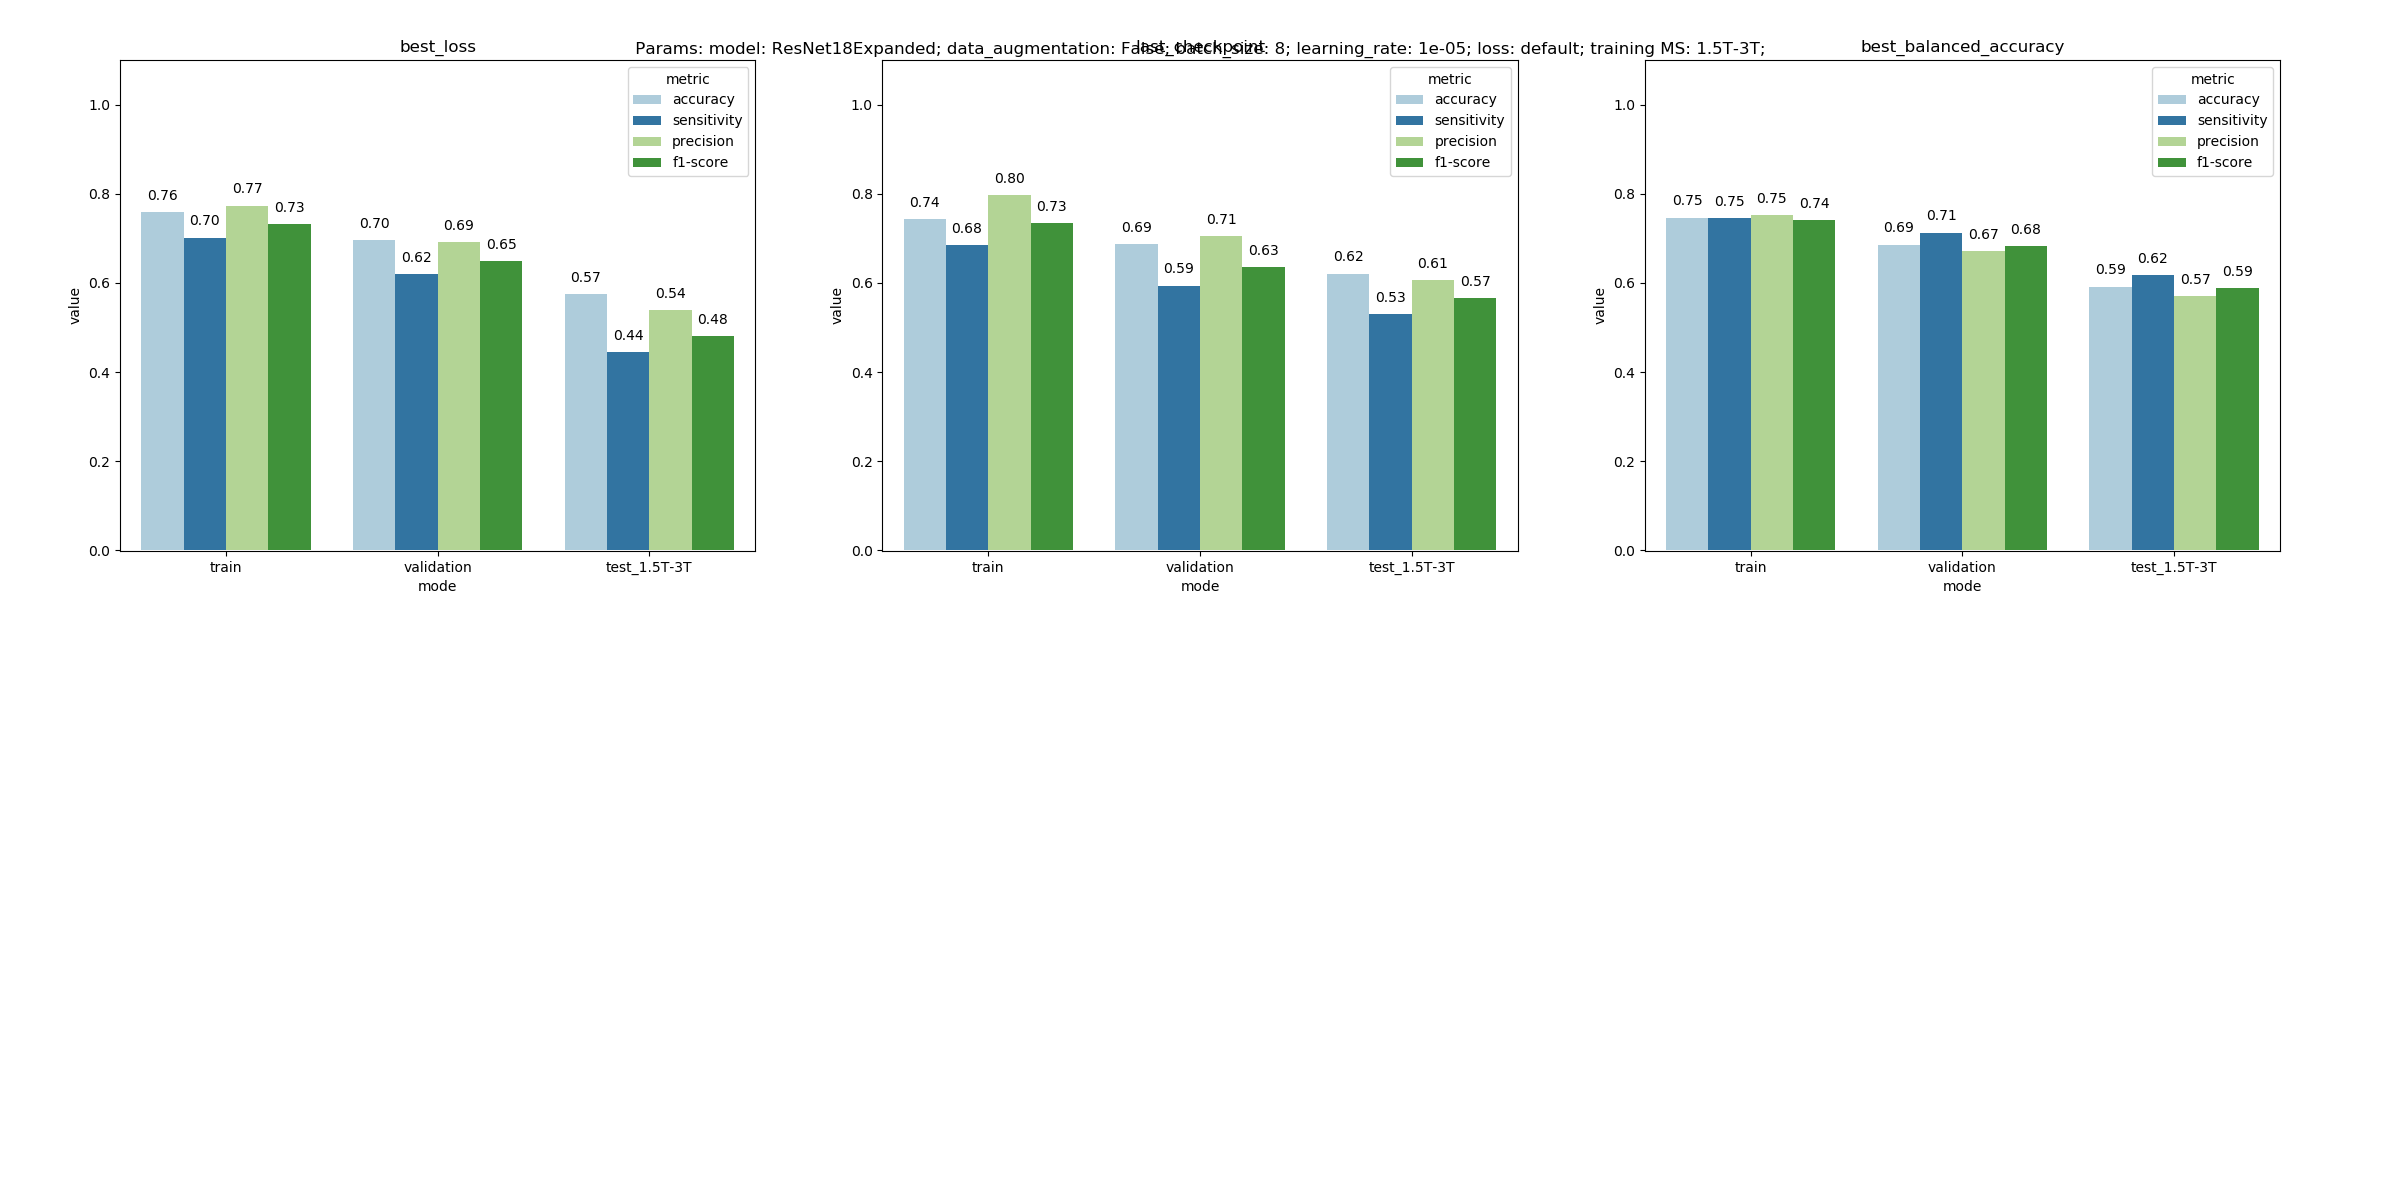 Params: model: ResNet18Expanded; data_augmentation: False; batch_size: 8; learning_rate: 1e-05; loss: default; training MS: 1.5T-3T;
best_loss
metric
accuracy
sensitivity
precision
f1-score
1.0
0.8
0.6
0.4
0.2
0.0
value
0.76
0.70
0.77
0.73
0.70
0.62
0.69
0.65
0.57
0.44
0.54
0.48
train
validation
test_1.5T-3T
mode
last_checkpoint
metric
accuracy
sensitivity
precision
f1-score
1.0
0.8
0.6
0.4
0.2
0.0
value
0.74
0.68
0.80
0.73
0.69
0.59
0.71
0.63
0.62
0.53
0.61
0.57
train
validation
test_1.5T-3T
mode
best_balanced_accuracy
metric
accuracy
sensitivity
precision
f1-score
1.0
0.8
0.6
0.4
0.2
0.0
value
0.75
0.75
0.75
0.74
0.69
0.71
0.67
0.68
0.59
0.62
0.57
0.59
train
validation
test_1.5T-3T
mode